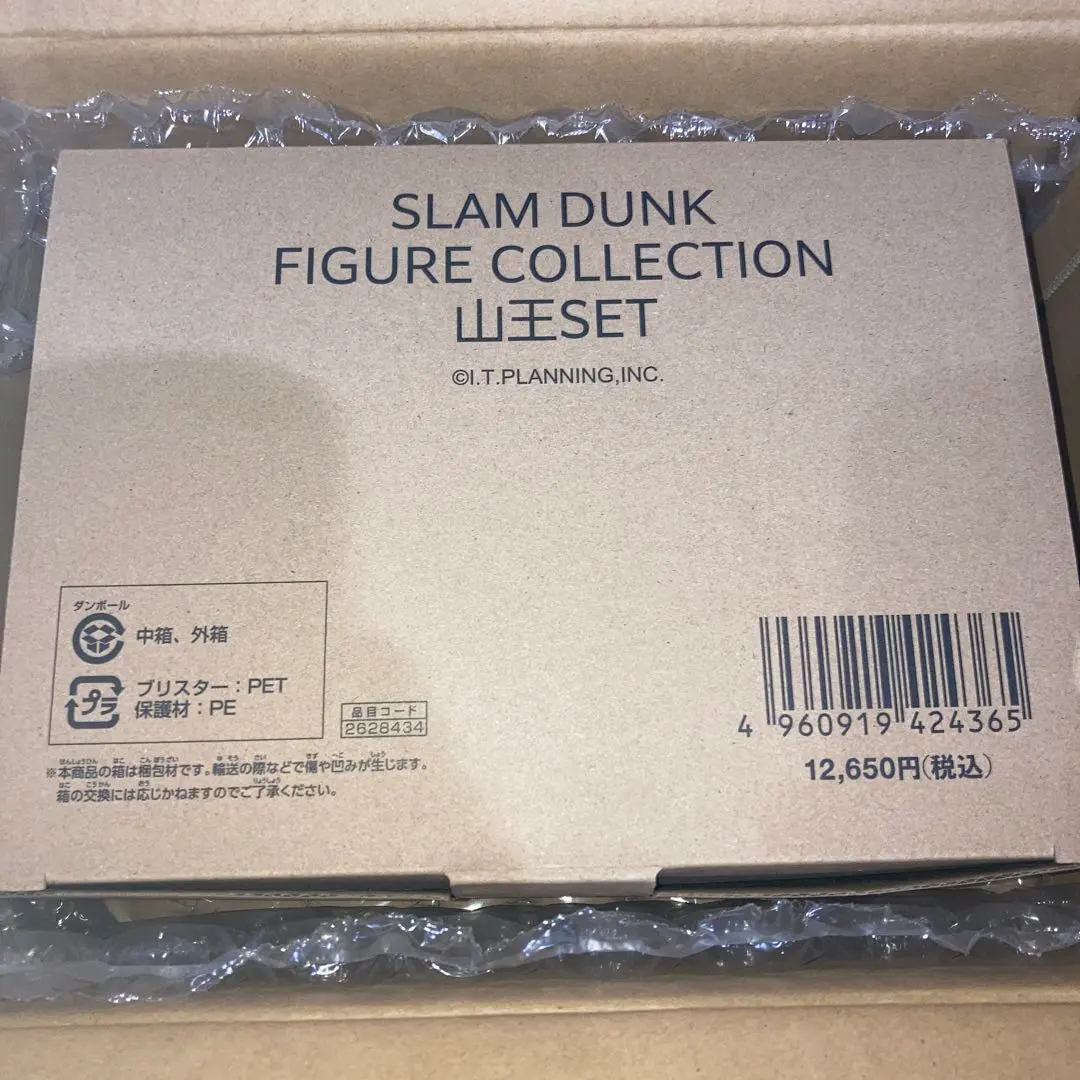 SLAM DUNK
FIGURE COLLECTION
山王SET
©I.T.PLANNING,INC.
ダンボール
中箱、外箱
プラ
ブリスター：PET
保護材：PE
品目コード
2628434
※本商品の箱は梱包材です。輸送の際などで傷や凹みが生じます。
箱の交換には応じかねますのでご了承ください。
4 960919 424365
12,650円(税込)